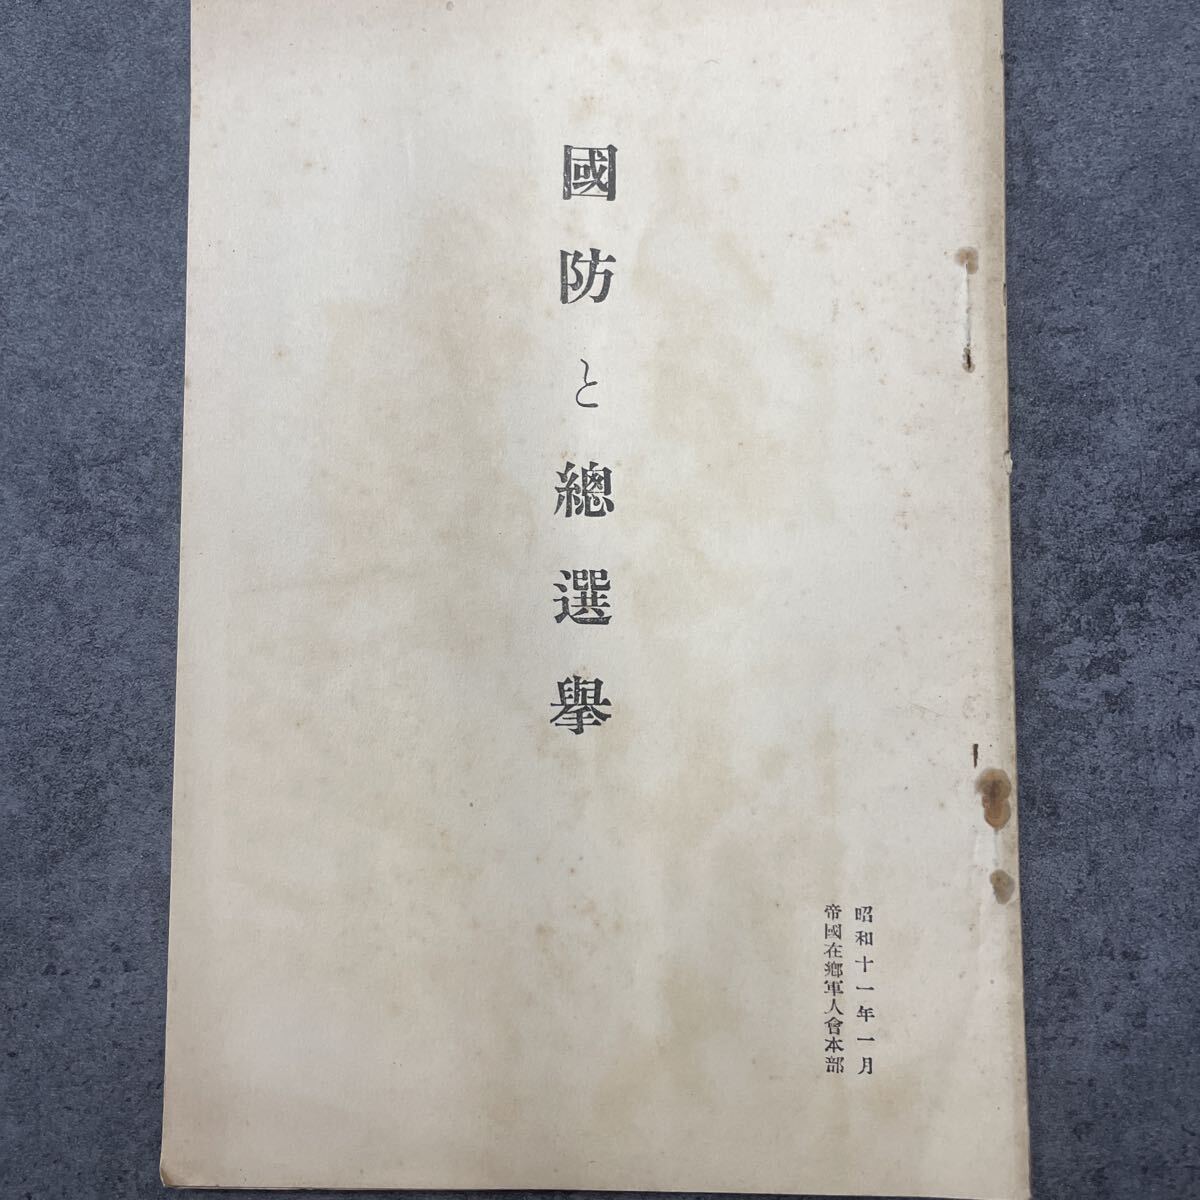 國防と總選擧
昭和十一年一月
帝國在鄕軍人會本部